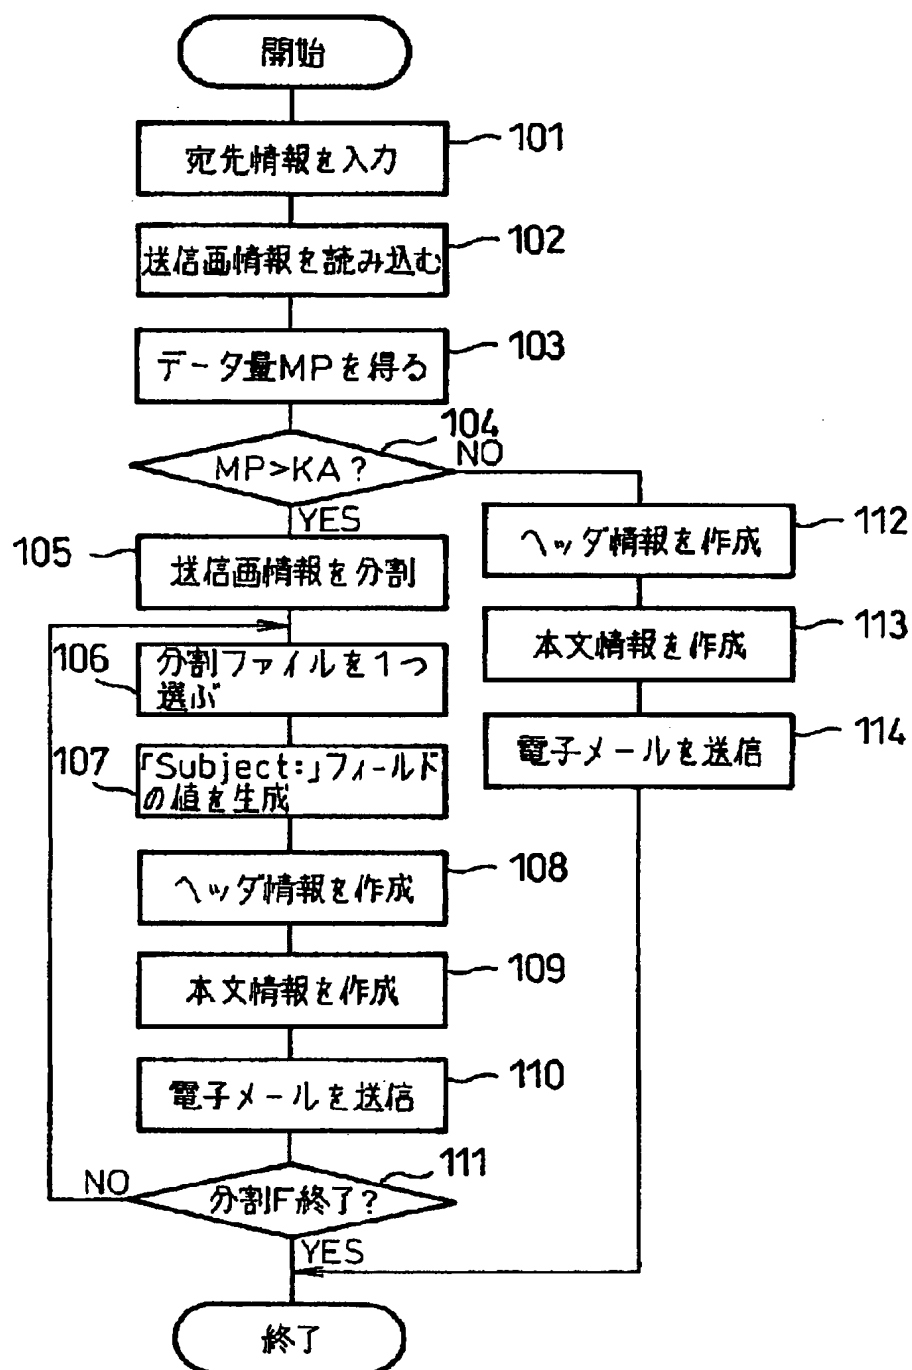 開始
宛先情報を入力
101
送信画情報を読み込む
102
データ量MPを得る
103
MP>KA?
104
NO
YES
105
送信画情報を分割
106
分割ファイルを1つ
選ぶ
107
「Subject:」フィールド
の値を生成
ヘッダ情報を作成
108
本文情報を作成
109
電子メールを送信
110
分割F終了?
111
NO
YES
ヘッダ情報を作成
112
本文情報を作成
113
電子メールを送信
114
終了